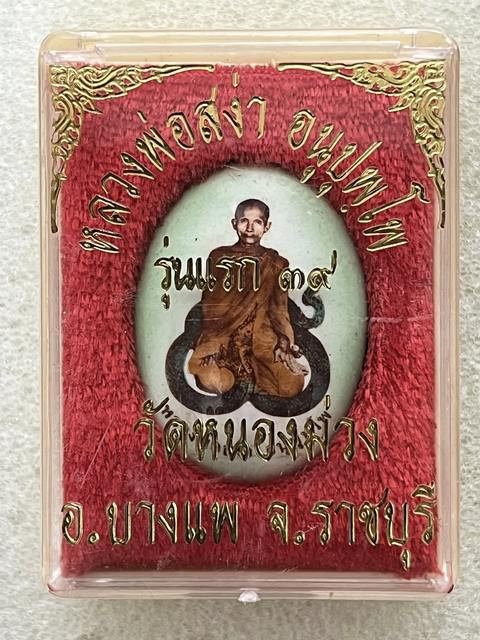 หลวงพ่อสง่า อนุปุพฺโพ
รุ่นแรก ๓๙
วัดหนองม่วง
อ.บางแพ จ.ราชบุรี